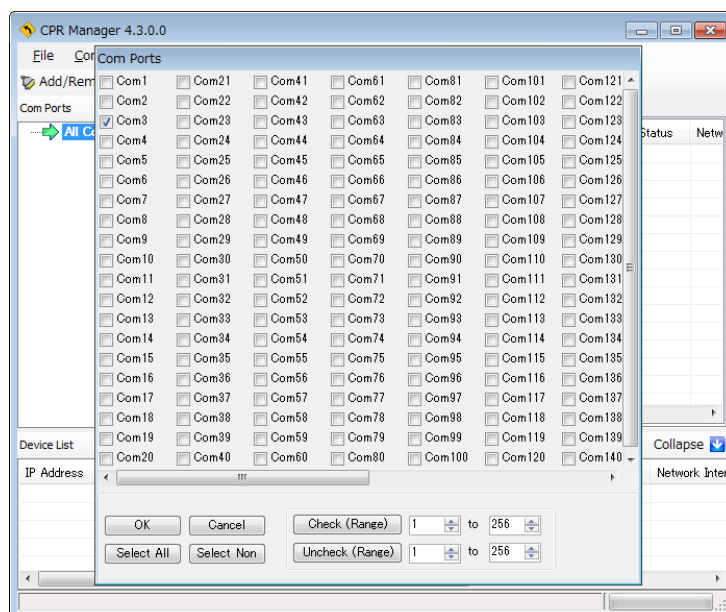 CPR Manager 4.3.0.0
File Co
Com Ports
Add/Rem
Com Ports
All Co
Status Netw
Com1 Com21 Com41 Com61 Com81 Com101 Com121
Com2 Com22 Com42 Com62 Com82 Com102 Com122
Com3 Com23 Com43 Com63 Com83 Com103 Com123
Com4 Com24 Com44 Com64 Com84 Com104 Com124
Com5 Com25 Com45 Com65 Com85 Com105 Com125
Com6 Com26 Com46 Com66 Com86 Com106 Com126
Com7 Com27 Com47 Com67 Com87 Com107 Com127
Com8 Com28 Com48 Com68 Com88 Com108 Com128
Com9 Com29 Com49 Com69 Com89 Com109 Com129
Com10 Com30 Com50 Com70 Com90 Com110 Com130
Com11 Com31 Com51 Com71 Com91 Com111 Com131
Com12 Com32 Com52 Com72 Com92 Com112 Com132
Com13 Com33 Com53 Com73 Com93 Com113 Com133
Com14 Com34 Com54 Com74 Com94 Com114 Com134
Com15 Com35 Com55 Com75 Com95 Com115 Com135
Com16 Com36 Com56 Com76 Com96 Com116 Com136
Com17 Com37 Com57 Com77 Com97 Com117 Com137
Com18 Com38 Com58 Com78 Com98 Com118 Com138
Com19 Com39 Com59 Com79 Com99 Com119 Com139
Com20 Com40 Com60 Com80 Com100 Com120 Com140
Device List Collapse
IP Address Network Inter
OK Cancel Check (Range) 1 to 256
Select All Select Non Uncheck (Range) 1 to 256